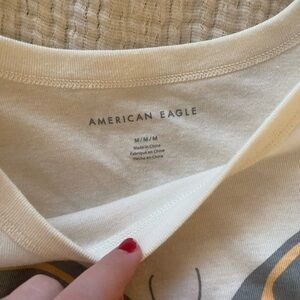 AMERICAN EAGLE
M/M/M
Made in China
Fabriqué en Chine
Hecho en China